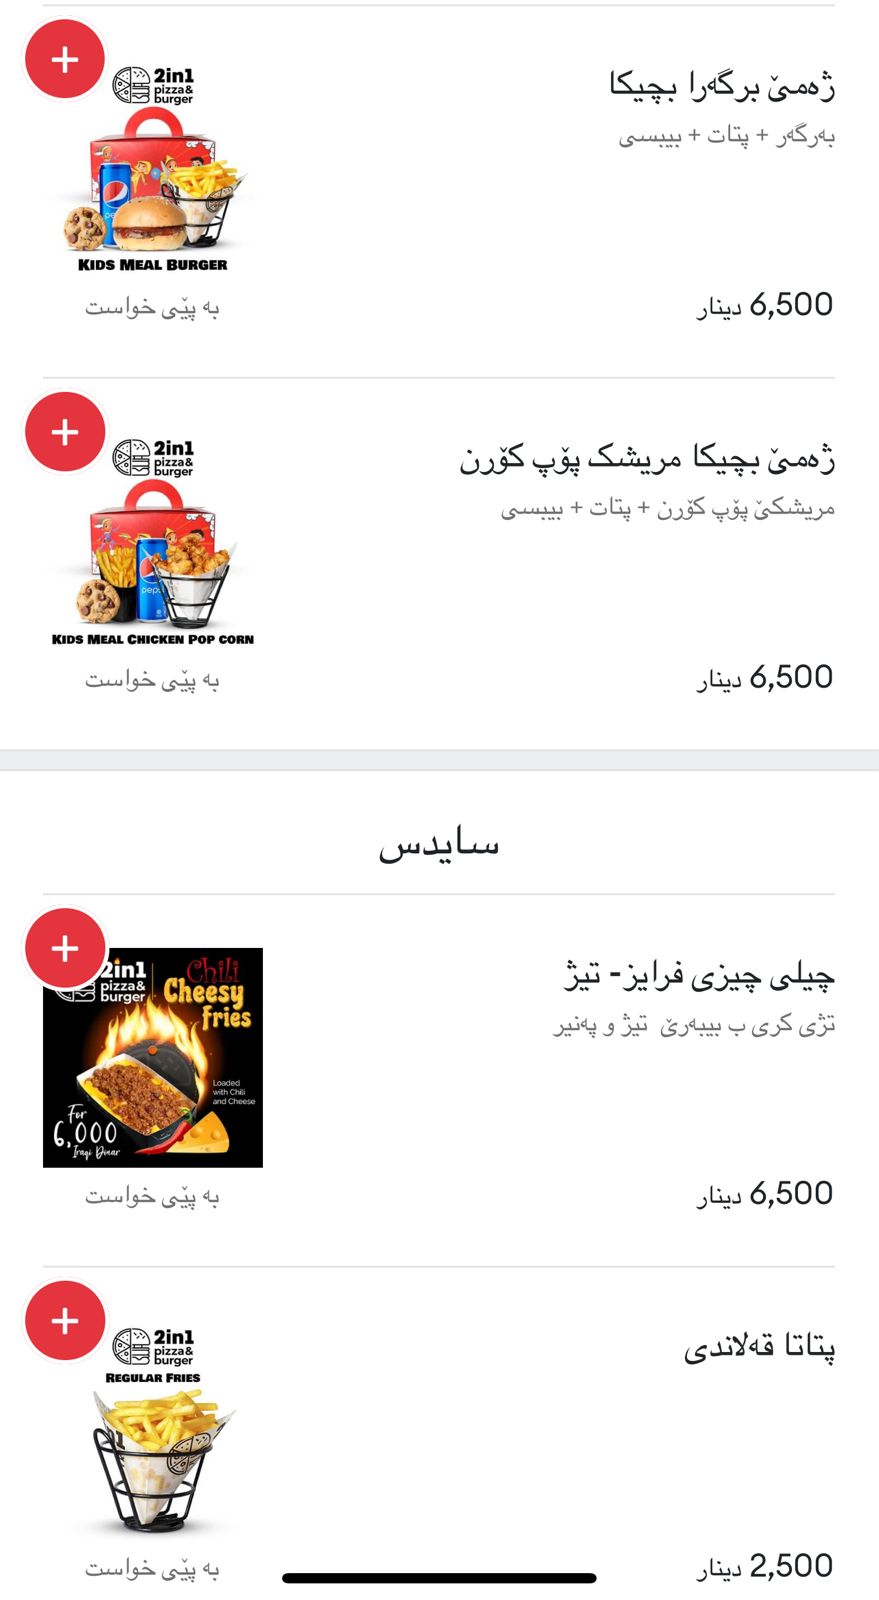 ژەمێ برگەرا بچیکا
بەرگەر + پتات + بیبسی
2in1
pizza&
burger
pe
KIDS MEAL BURGER
6,500 دینار
بە پێی خواست
ژەمێ بچیکا مریشک پۆپ کۆرن
مریشکێ پۆپ کۆرن + پتات + بیبسی
2in1
pizza&
burger
peps
KIDS MEAL CHICKEN POP CORN
6,500 دینار
بە پێی خواست
سایدس
چیلی چیزی فرایز- تیژ
تژی کری ب بیبەرێ تیژ و پەنیر
2in1
pizza&
burger
Chili
Cheesy
fries
Loaded
with Chili
and Cheese
For
6,000
Iraqi Dinar
6,500 دینار
بە پێی خواست
پتاتا قەلاندی
2in1
pizza&
burger
REGULAR FRIES
2,500 دینار
بە پێی خواست